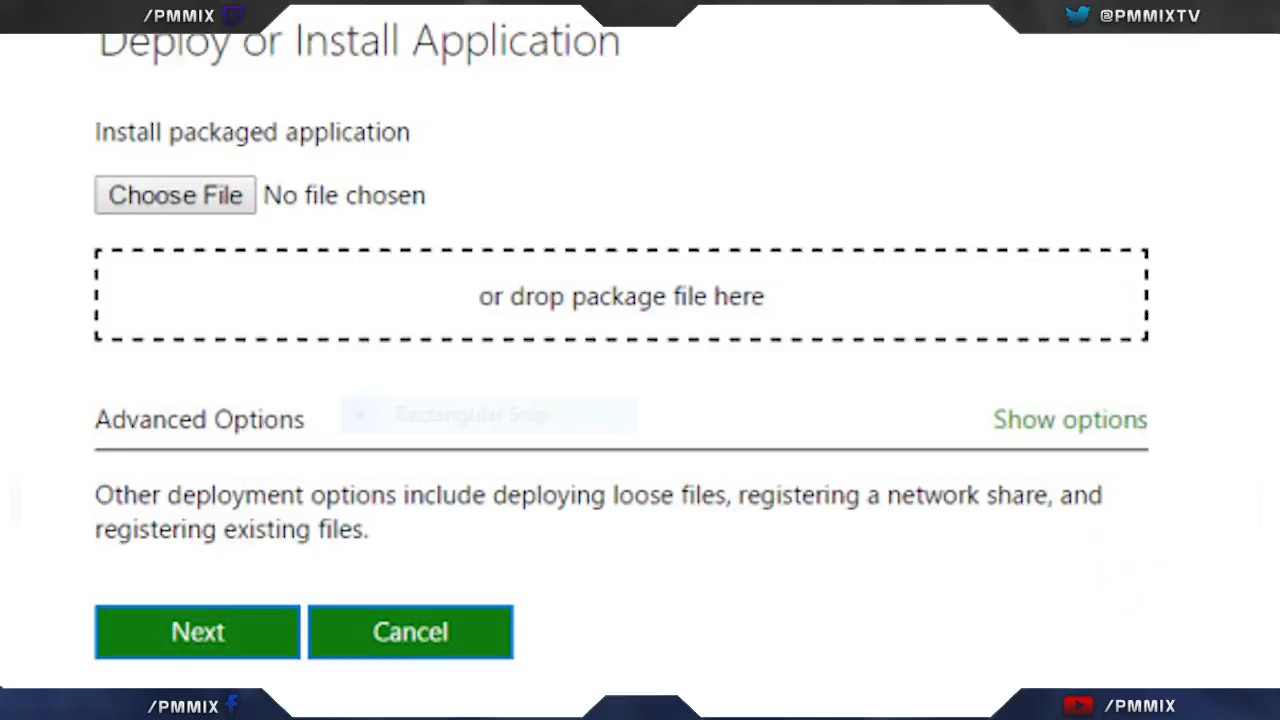 /PMMIX
@PMMIXTV
Deploy or Install Application
Install packaged application
Choose File No file chosen
or drop package file here
Advanced Options
Rectangular Snip
Show options
Other deployment options include deploying loose files, registering a network share, and
registering existing files.
Next
Cancel
/PMMIX
/PMMIX